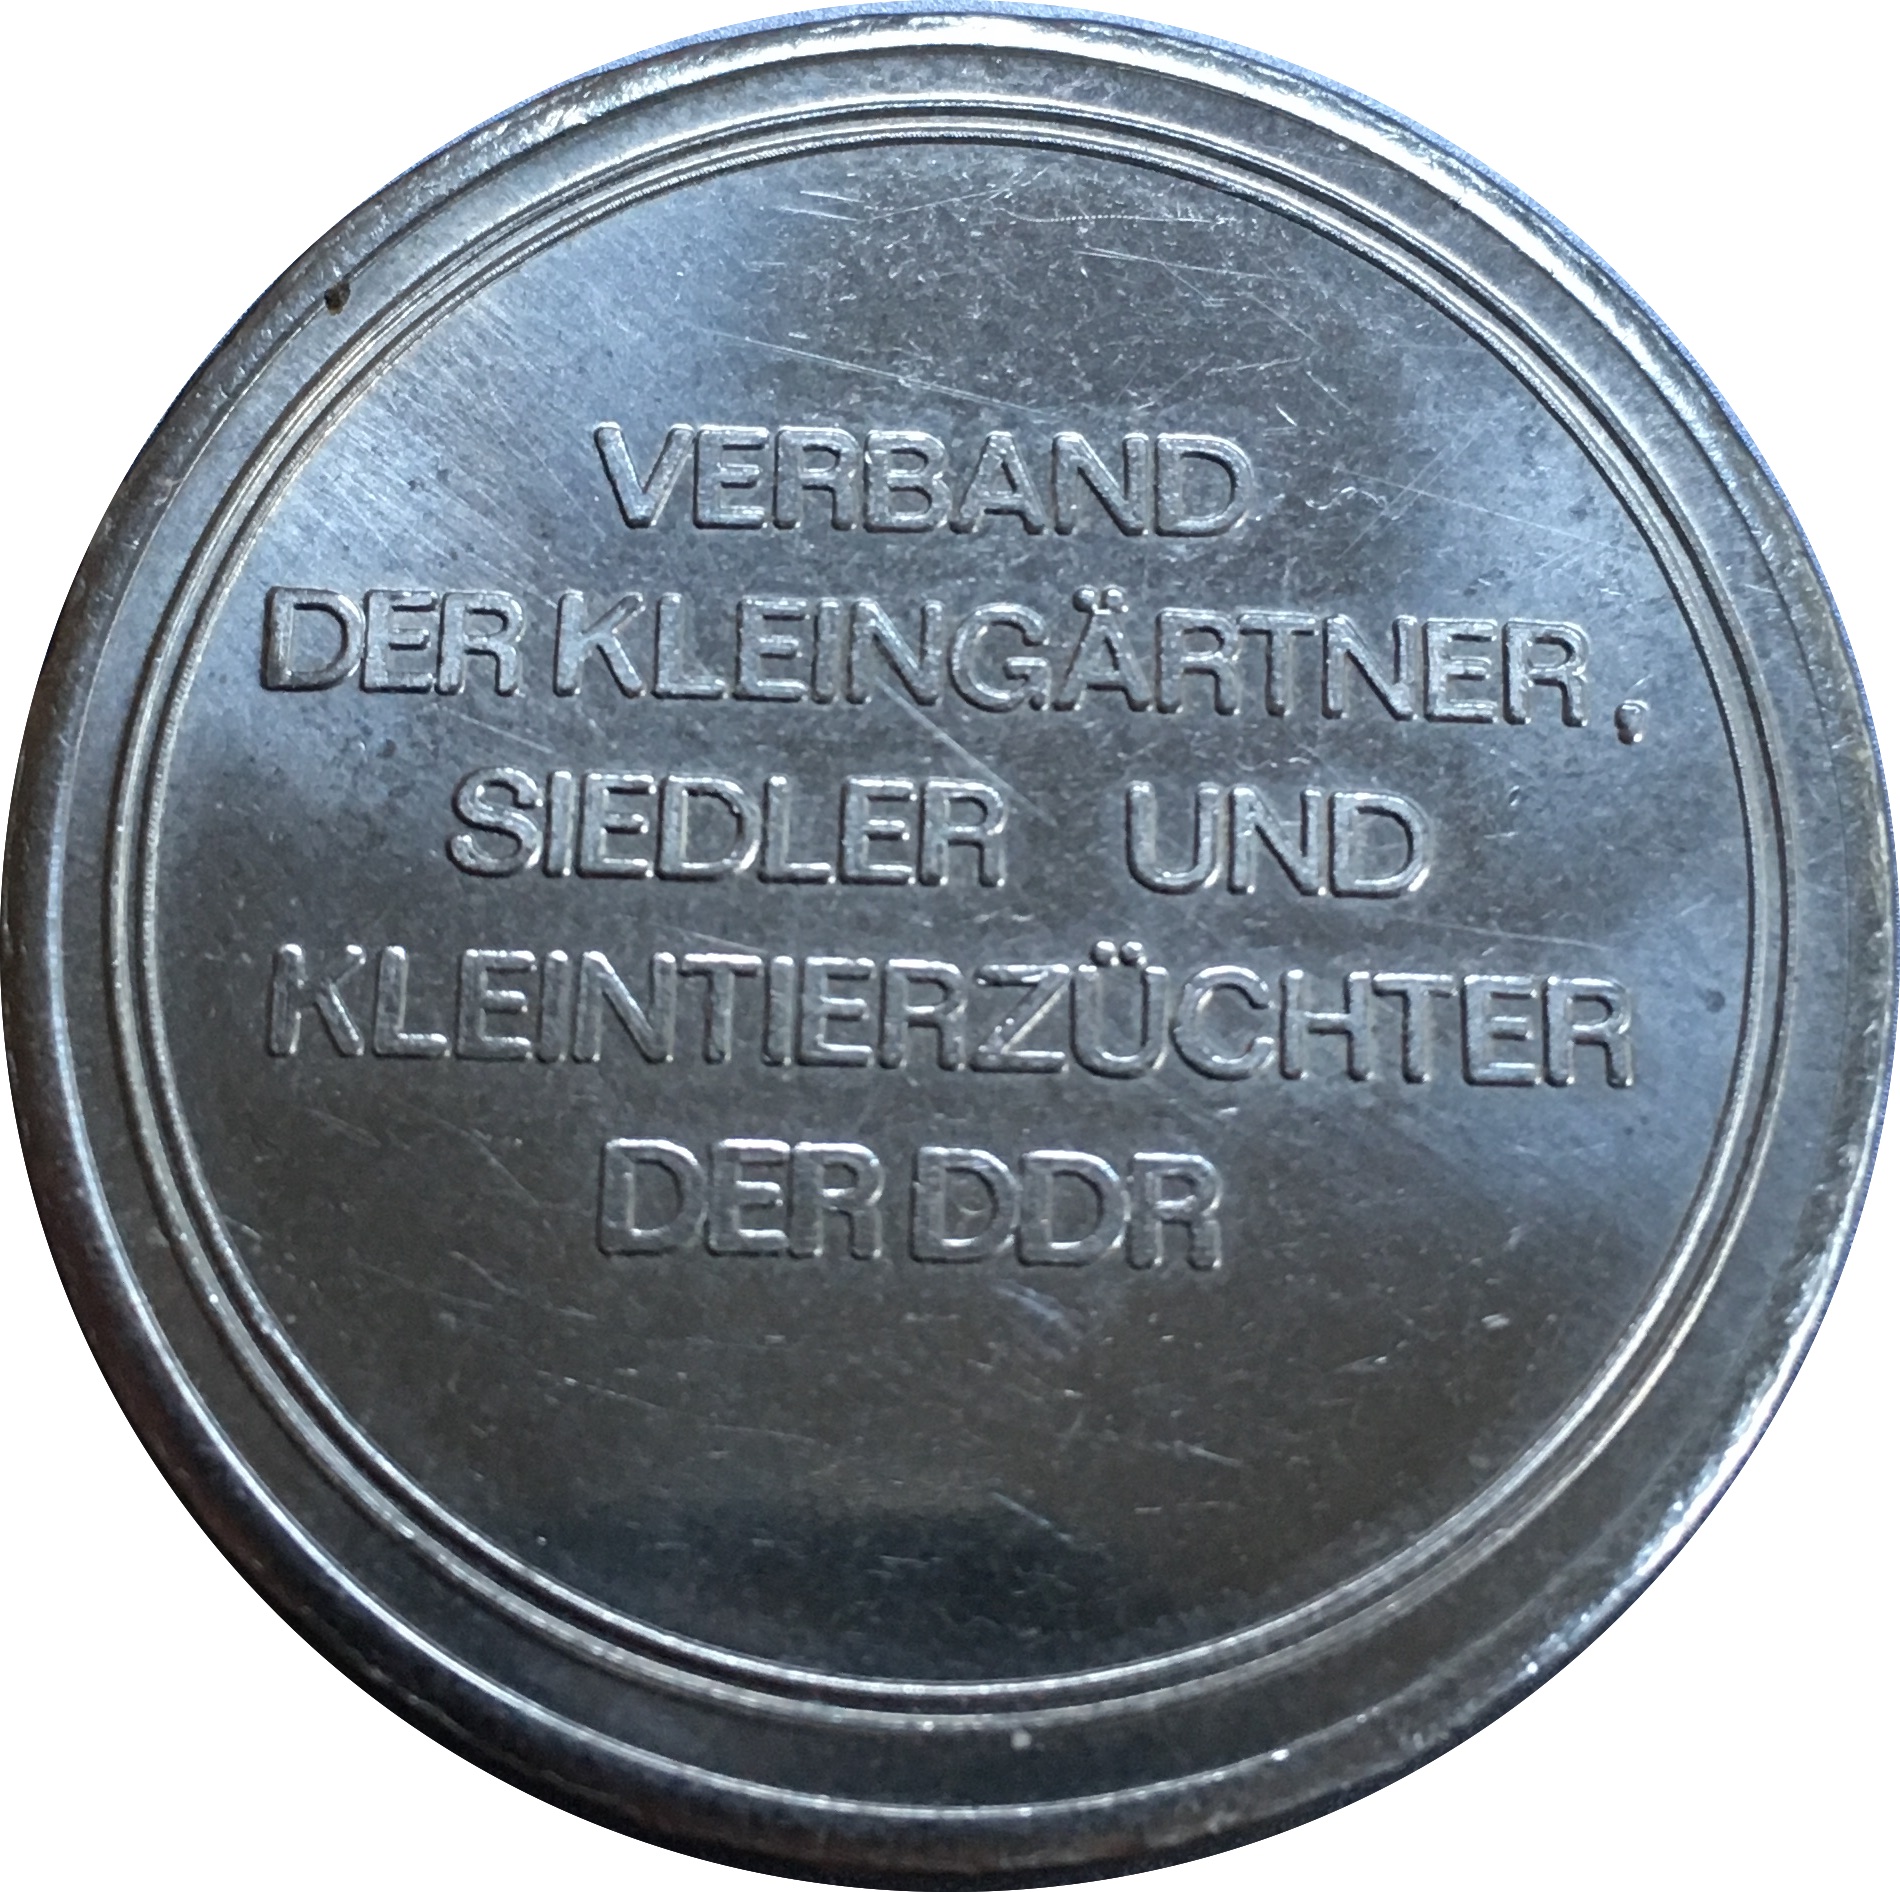 VERBAND
DER KLEINGÄRTNER,
SIEDLER UND
KLEINTIERZÜCHTER
DER DDR